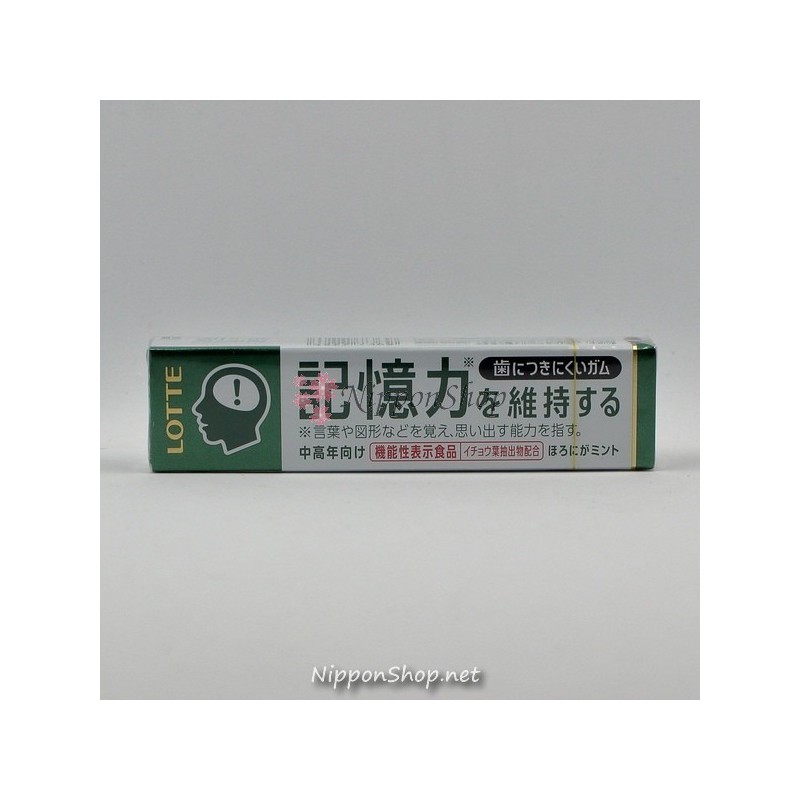 LOTTE
!
歯につきにくいガム
記憶力※を維持する
NipponShop
※言葉や図形などを覚え、思い出す能力を指す。
中高年向け 機能性表示食品 イチョウ葉抽出物配合 ほろにがミント
NipponShop.net